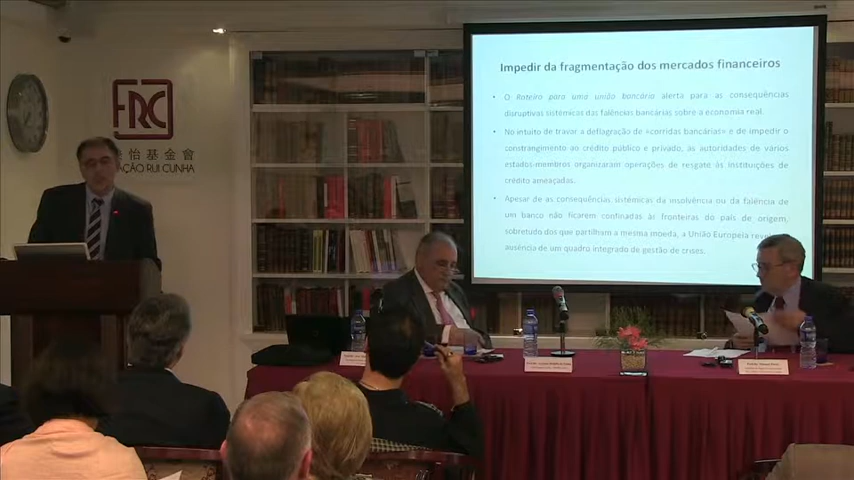 FRC
怡基金會
AÇÃO RUI CUNHA
Impedir da fragmentação dos mercados financeiros
• O Roteiro para uma união bancária alerta para as consequências
disruptivas sistémicas das falências bancárias sobre a economia real.
• No intuito de travar a deflagração de «corridas bancárias» e de impedir o
constrangimento ao crédito público e privado, as autoridades de vários
estados-membros organizaram operações de resgate às instituições de
crédito ameaçadas.
• Apesar de as consequências sistémicas da insolvência ou da falência de
um banco não ficarem confinadas às fronteiras do país de origem,
sobretudo dos que partilham a mesma moeda, a União Europeia reve
ausência de um quadro integrado de gestão de crises.